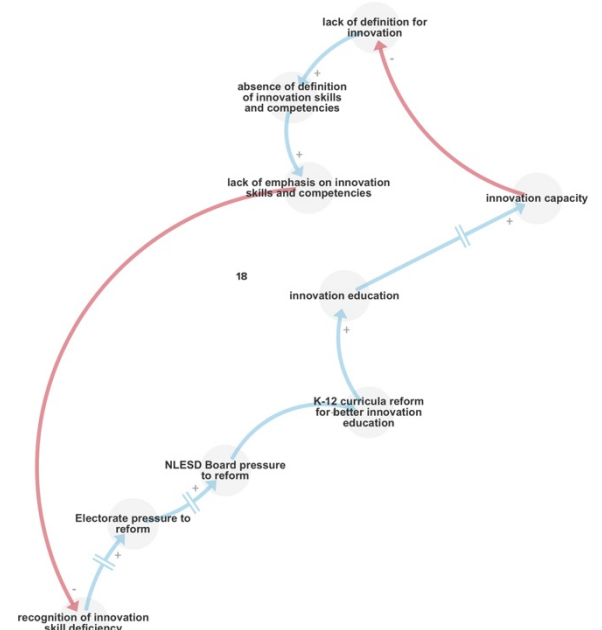 lack of definition for
innovation
-
+
absence of definition
of innovation skills
and competencies
+
lack of emphasis on innovation
skills and competencies
innovation capacity
+
18
innovation education
+
K-12 curricula reform
for better innovation
education
NLESD Board pressure
to reform
+
Electorate pressure to
reform
+
-
recognition of innovation
skill deficiency